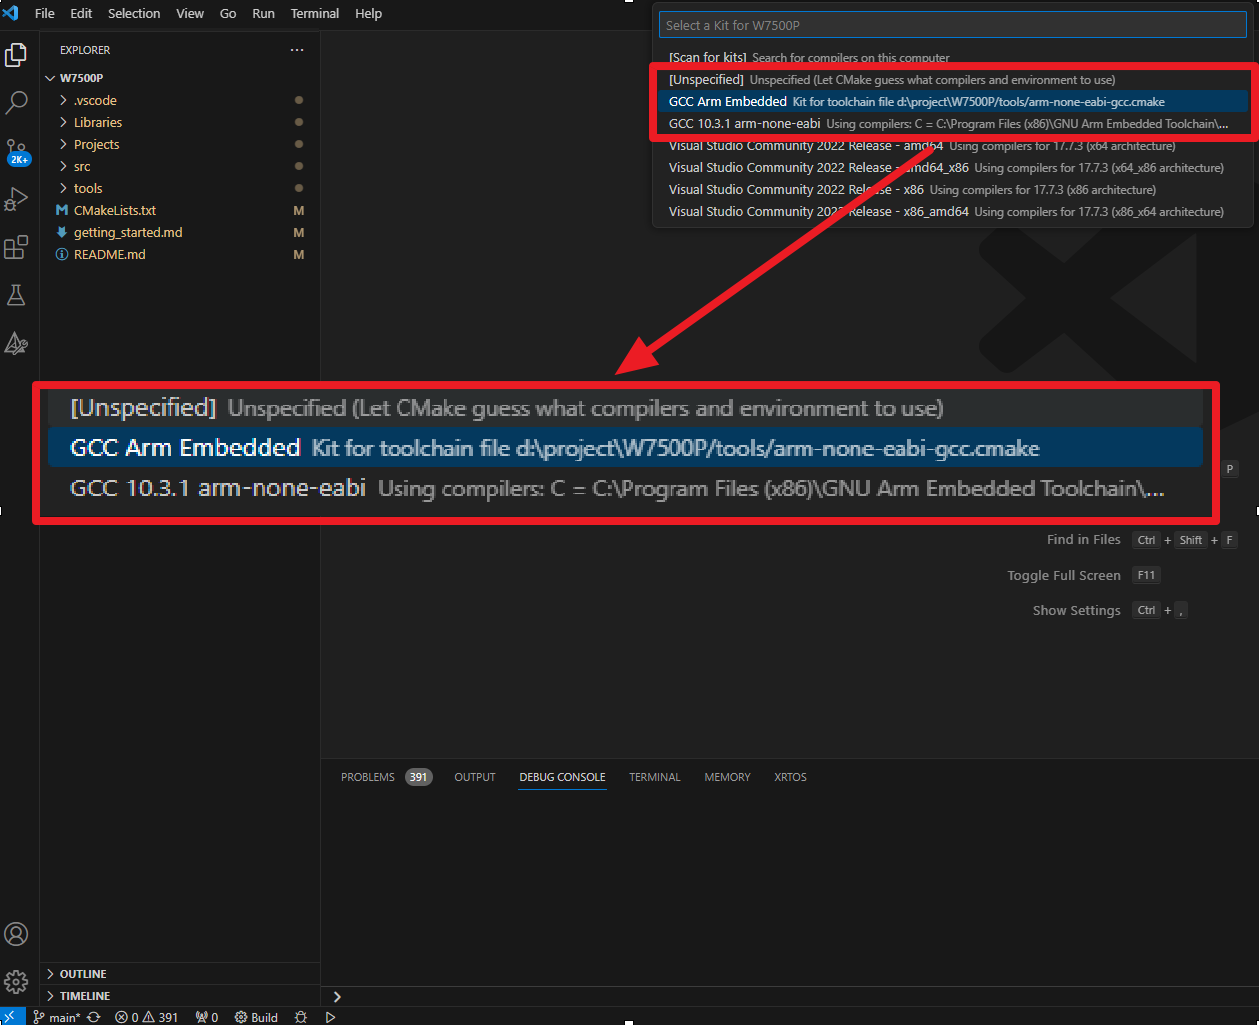 File Edit Selection View Go Run Terminal Help
Select a Kit for W7500P
[Scan for kits] Search for compilers on this computer
[Unspecified] Unspecified (Let CMake guess what compilers and environment to use)
GCC Arm Embedded Kit for toolchain file d:\project\W7500P/tools/arm-none-eabi-gcc.cmake
GCC 10.3.1 arm-none-eabi Using compilers: C = C:\Program Files (x86)\GNU Arm Embedded Toolchain\...
Visual Studio Community 2022 Release - amd64 Using compilers for 17.7.3 (x64 architecture)
Visual Studio Community 2022 Release - amd64_x86 Using compilers for 17.7.3 (x64_x86 architecture)
Visual Studio Community 2022 Release - x86 Using compilers for 17.7.3 (x86 architecture)
Visual Studio Community 2022 Release - x86_amd64 Using compilers for 17.7.3 (x86_x64 architecture)
EXPLORER ...
W7500P
.vscode
Libraries
Projects
src
tools
CMakeLists.txt M
getting_started.md M
README.md M
2K+
[Unspecified] Unspecified (Let CMake guess what compilers and environment to use)
GCC Arm Embedded Kit for toolchain file d:\project\W7500P/tools/arm-none-eabi-gcc.cmake
GCC 10.3.1 arm-none-eabi Using compilers: C = C:\Program Files (x86)\GNU Arm Embedded Toolchain\...
P
Find in Files Ctrl + Shift + F
Toggle Full Screen F11
Show Settings Ctrl + ,
PROBLEMS 391 OUTPUT DEBUG CONSOLE TERMINAL MEMORY XRTOS
OUTLINE
TIMELINE
main* 0 391 0 Build